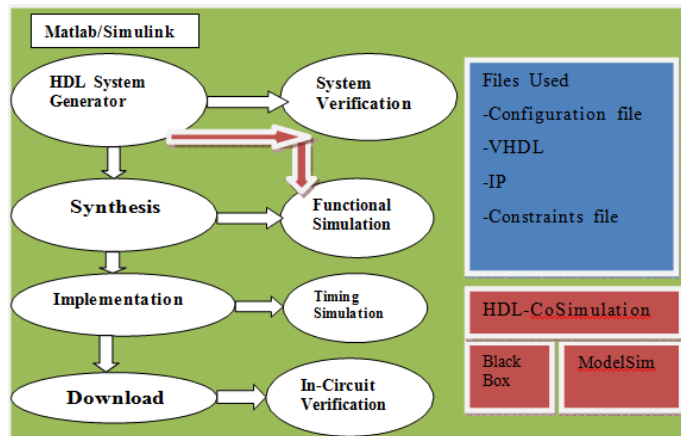 Matlab/Simulink
HDL System
Generator
System
Verification
Synthesis
Functional
Simulation
Implementation
Timing
Simulation
Download
In-Circuit
Verification
Files Used
-Configuration file
-VHDL
-IP
-Constraints file
HDL-CoSimulation
Black
Box
ModelSim